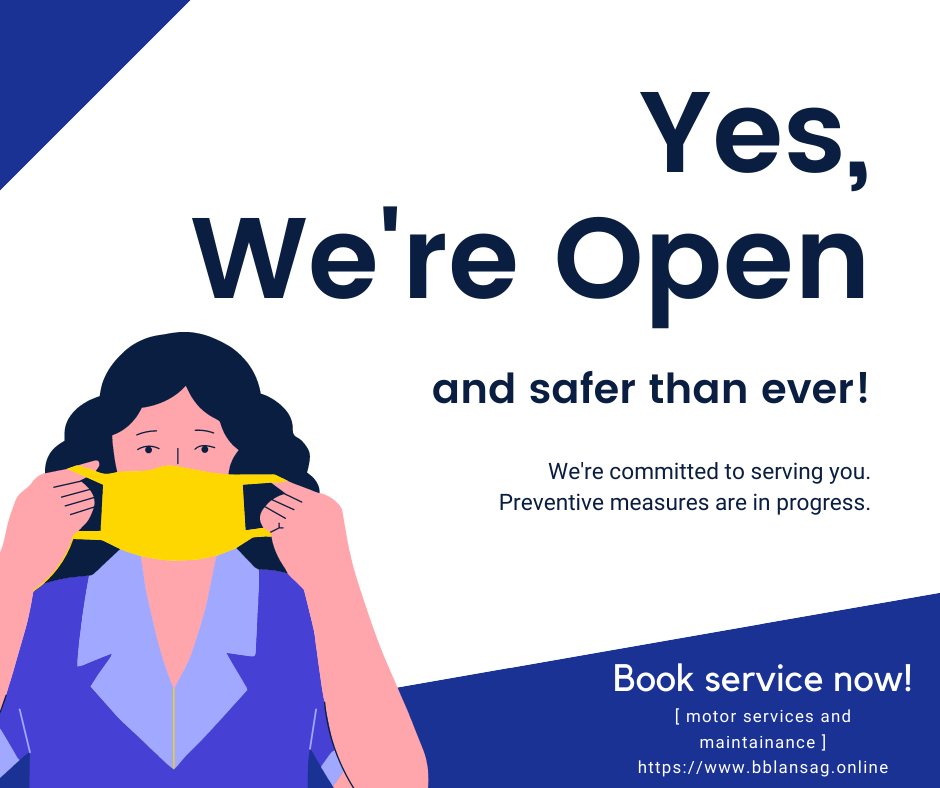 Yes,
We're Open
and safer than ever!
We're committed to serving you.
Preventive measures are in progress.
Book service now!
[ motor services and
maintainance ]
https://www.bblansag.online